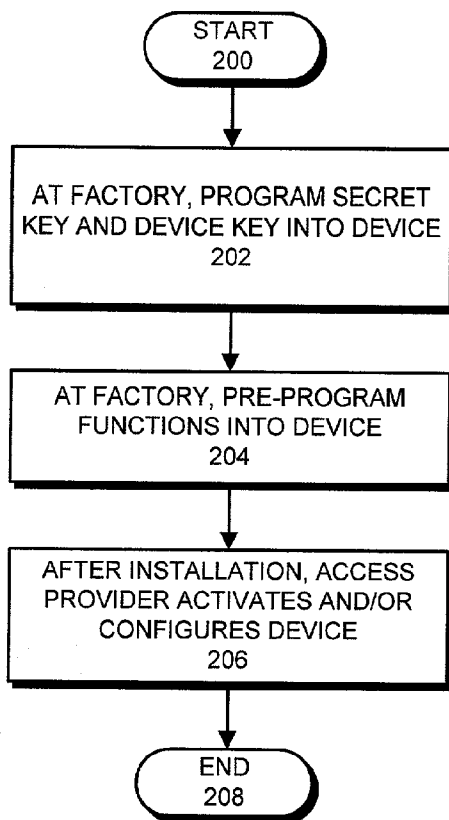 START
200
AT FACTORY, PROGRAM SECRET
KEY AND DEVICE KEY INTO DEVICE
202
AT FACTORY, PRE-PROGRAM
FUNCTIONS INTO DEVICE
204
AFTER INSTALLATION, ACCESS
PROVIDER ACTIVATES AND/OR
CONFIGURES DEVICE
206
END
208